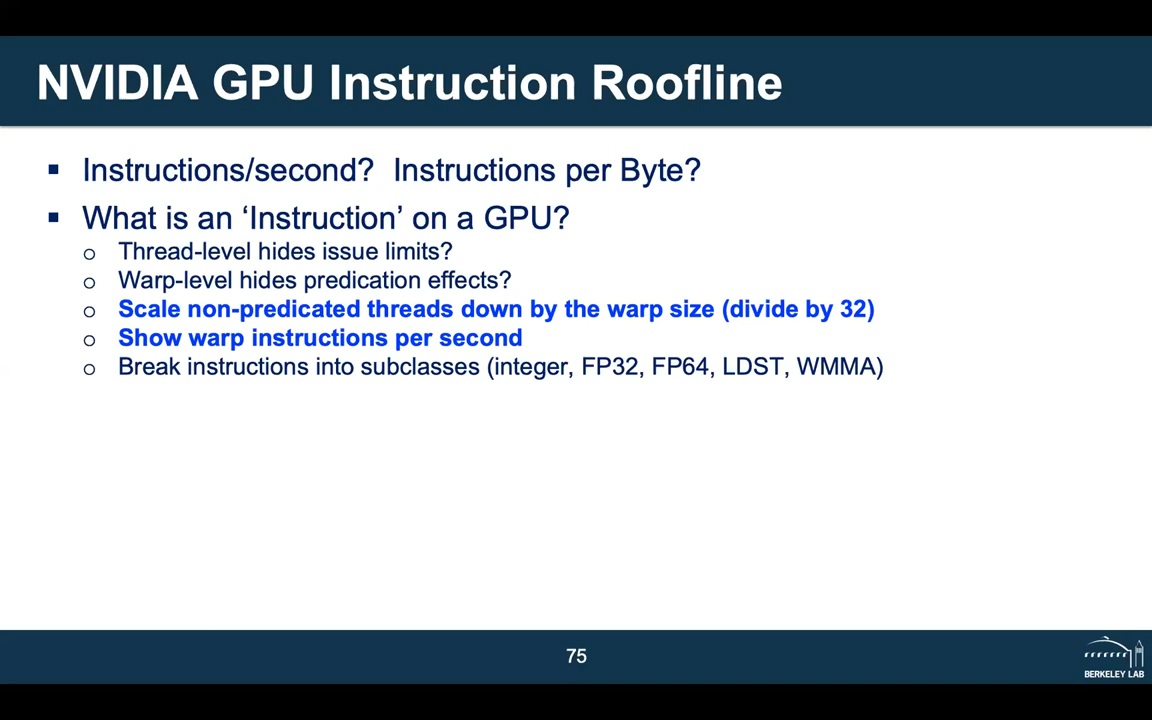 NVIDIA GPU Instruction Roofline
▪ Instructions/second?  Instructions per Byte?
▪ What is an ‘Instruction’ on a GPU?
o Thread-level hides issue limits?
o Warp-level hides predication effects?
o Scale non-predicated threads down by the warp size (divide by 32)
o Show warp instructions per second
o Break instructions into subclasses (integer, FP32, FP64, LDST, WMMA)
75
BERKELEY LAB